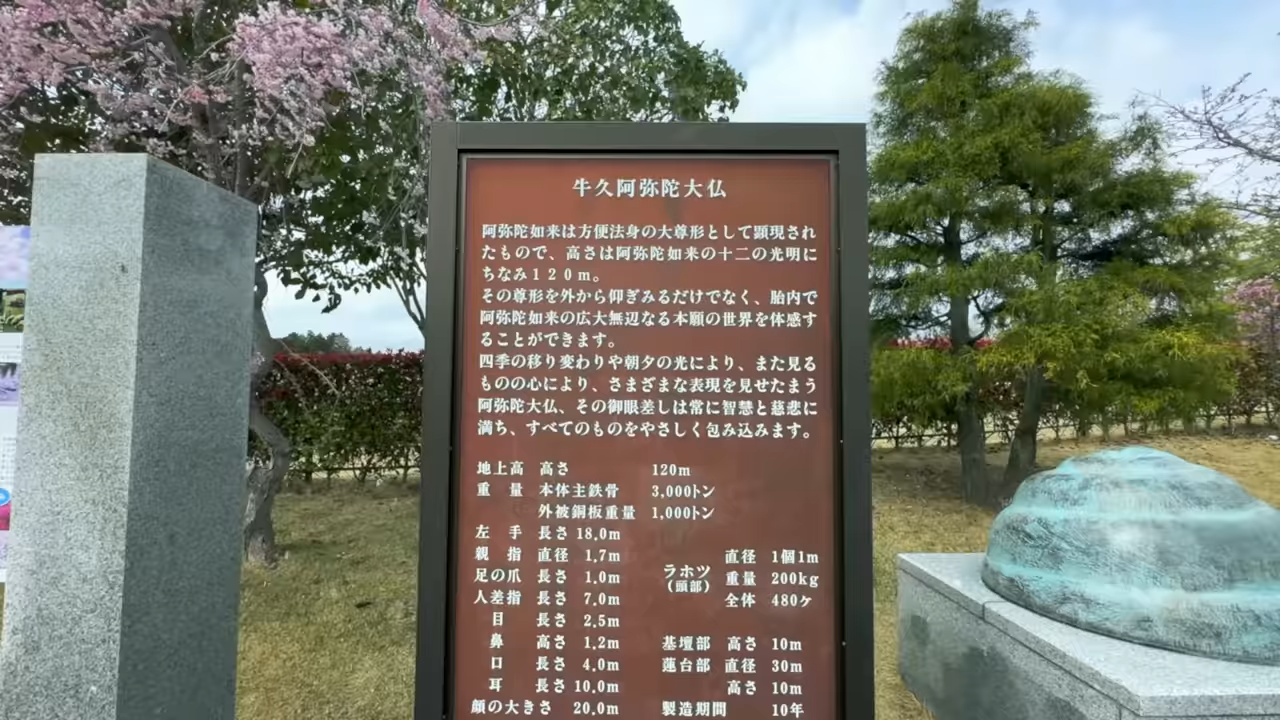 牛久阿弥陀大仏
阿弥陀如来は方便法身の大尊形として顕現され
たもので、高さは阿弥陀如来の十二の光明に
ちなみ120m。
その尊形を外から仰ぎみるだけでなく、胎内で
阿弥陀如来の広大無辺なる本願の世界を体感す
ることができます。
四季の移り変わりや朝夕の光により、また見る
ものの心により、さまざまな表現を見せたまう
阿弥陀大仏、その御眼差しは常に智慧と慈悲に
満ち、すべてのものをやさしく包み込みます。
地上高 高さ 120m
重量 本体主鉄骨 3,000トン
外被銅板重量 1,000トン
左手 長さ 18.0m
親指 直径 1.7m
足の爪 長さ 1.0m
人差指 長さ 7.0m
目 長さ 2.5m
鼻 高さ 1.2m
口 長さ 4.0m
耳 長さ 10.0m
顔の大きさ 20.0m
ラホツ(頭部) 直径 1個1m
重量 200kg
全体 480ケ
基壇部 高さ 10m
蓮台部 直径 30m
高さ 10m
製造期間 10年